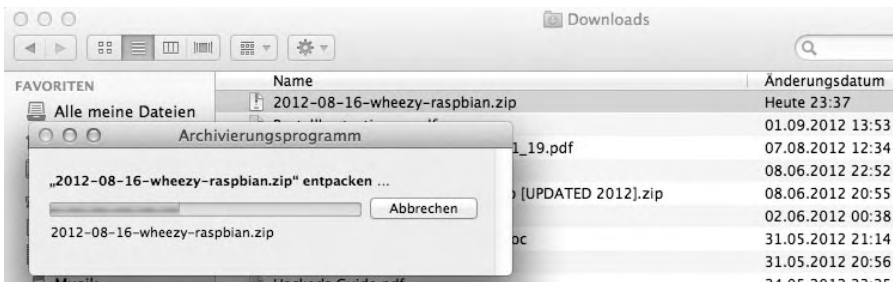 Downloads
Name Änderungsdatum
FAVORITEN
Alle meine Dateien
2012-08-16-wheezy-raspbian.zip Heute 23:37
01.09.2012 13:53
Archivierungsprogramm
1_19.pdf 07.08.2012 12:34
„2012-08-16-wheezy-raspbian.zip“ entpacken ...
08.06.2012 22:52
[UPDATED 2012].zip 08.06.2012 20:55
Abbrechen
02.06.2012 00:38
2012-08-16-wheezy-raspbian.zip
oc 31.05.2012 21:14
31.05.2012 20:56